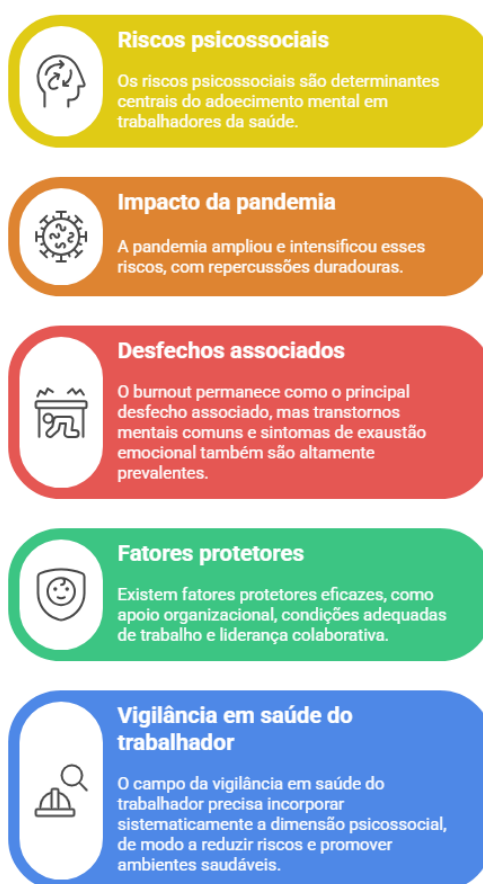 Riscos psicossociais
Os riscos psicossociais são determinantes
centrais do adoecimento mental em
trabalhadores da saúde.
Impacto da pandemia
A pandemia ampliou e intensificou esses
riscos, com repercussões duradouras.
Desfechos associados
O burnout permanece como o principal
desfecho associado, mas transtornos
mentais comuns e sintomas de exaustão
emocional também são altamente
prevalentes.
Fatores protetores
Existem fatores protetores eficazes, como
apoio organizacional, condições adequadas
de trabalho e liderança colaborativa.
Vigilância em saúde do
trabalhador
O campo da vigilância em saúde do
trabalhador precisa incorporar
sistematicamente a dimensão psicossocial,
de modo a reduzir riscos e promover
ambientes saudáveis.